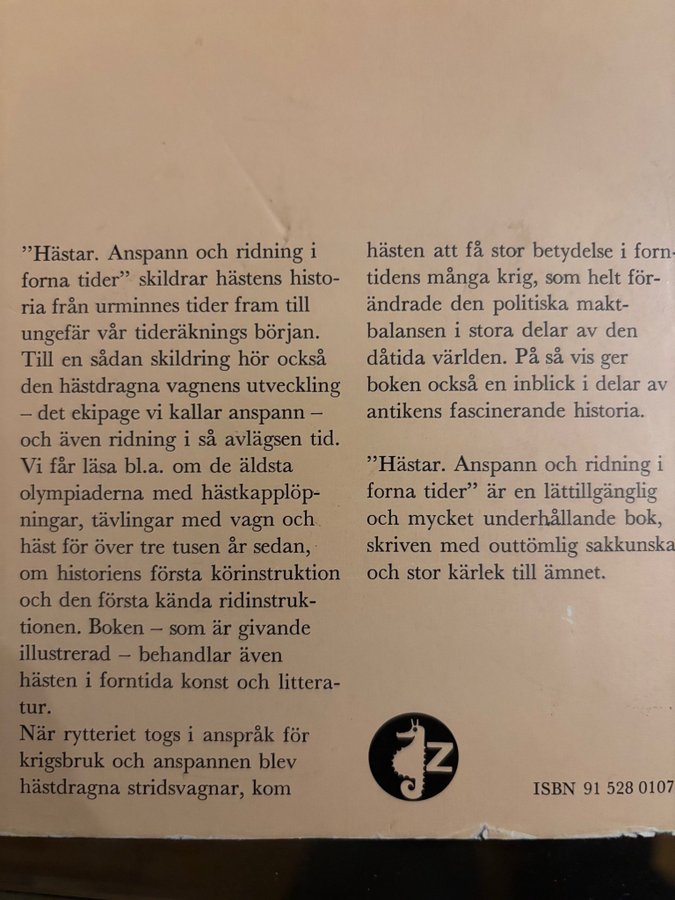 ”Hästar. Anspann och ridning i
forna tider” skildrar hästens histo-
ria från urminnes tider fram till
ungefär vår tideräknings början.
Till en sådan skildring hör också
den hästdragna vagnens utveckling
– det ekipage vi kallar anspann –
och även ridning i så avlägsen tid.
Vi får läsa bl.a. om de äldsta
olympiaderna med hästkapplöp-
ningar, tävlingar med vagn och
häst för över tre tusen år sedan,
om historiens första körinstruktion
och den första kända ridinstruk-
tionen. Boken – som är givande
illustrerad – behandlar även
hästen i forntida konst och littera-
tur.
När rytteriet togs i anspråk för
krigsbruk och anspannen blev
hästdragna stridsvagnar, kom
hästen att få stor betydelse i forn-
tidens många krig, som helt för-
ändrade den politiska makt-
balansen i stora delar av den
dåtida världen. På så vis ger
boken också en inblick i delar av
antikens fascinerande historia.
”Hästar. Anspann och ridning i
forna tider” är en lättillgänglig
och mycket underhållande bok,
skriven med outtömlig sakkunska
och stor kärlek till ämnet.
Z
ISBN 91 528 0107